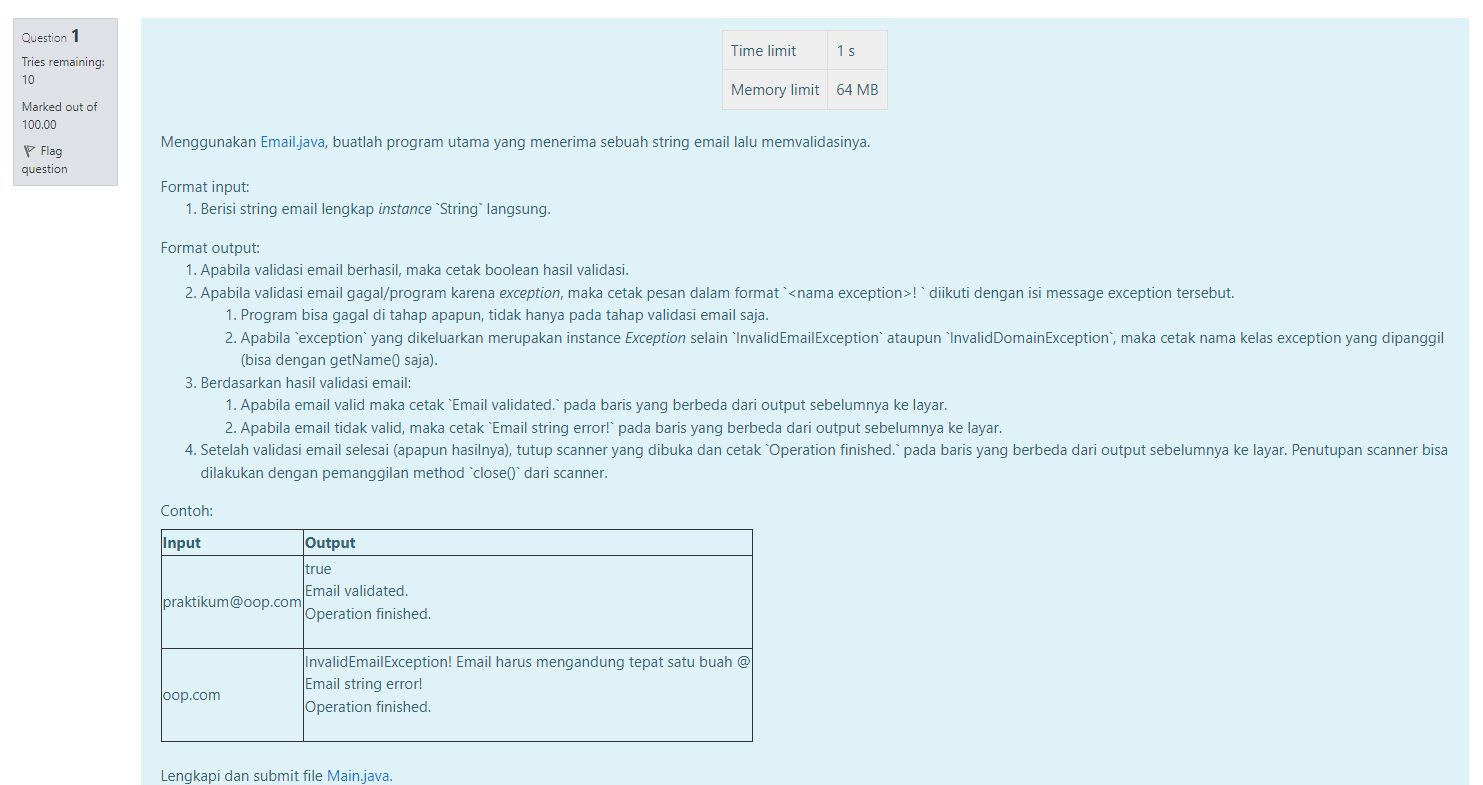 Question 1
Tries remaining:
10
Marked out of
100.00
Flag
question
Time limit 1 s
Memory limit 64 MB
Menggunakan Email.java, buatlah program utama yang menerima sebuah string email lalu memvalidasinya.
Format input:
1. Berisi string email lengkap instance `String` langsung.
Format output:
1. Apabila validasi email berhasil, maka cetak boolean hasil validasi.
2. Apabila validasi email gagal/program karena exception, maka cetak pesan dalam format `<nama exception>! ` diikuti dengan isi message exception tersebut.
1. Program bisa gagal di tahap apapun, tidak hanya pada tahap validasi email saja.
2. Apabila `exception` yang dikeluarkan merupakan instance Exception selain `InvalidEmailException` ataupun `InvalidDomainException`, maka cetak nama kelas exception yang dipanggil
(bisa dengan getName() saja).
3. Berdasarkan hasil validasi email:
1. Apabila email valid maka cetak `Email validated.` pada baris yang berbeda dari output sebelumnya ke layar.
2. Apabila email tidak valid, maka cetak `Email string error!` pada baris yang berbeda dari output sebelumnya ke layar.
4. Setelah validasi email selesai (apapun hasilnya), tutup scanner yang dibuka dan cetak `Operation finished.` pada baris yang berbeda dari output sebelumnya ke layar. Penutupan scanner bisa
dilakukan dengan pemanggilan method `close()` dari scanner.
Contoh:
Input Output
praktikum@oop.com
true
Email validated.
Operation finished.
oop.com
InvalidEmailException! Email harus mengandung tepat satu buah @
Email string error!
Operation finished.
Lengkapi dan submit file Main.java.